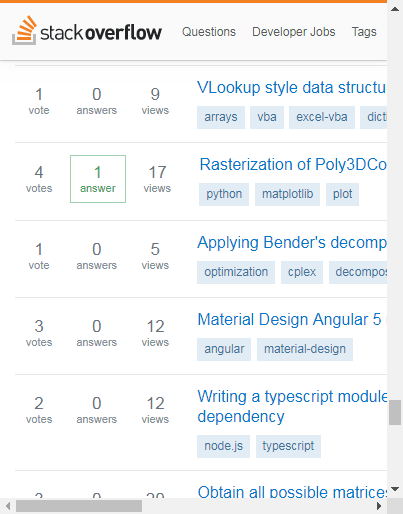 stackoverflow Questions Developer Jobs Tags
1 0 9 VLookup style data structu
vote answers views
arrays vba excel-vba dict
4 1 17 Rasterization of Poly3DCo
votes answer views
python matplotlib plot
1 0 5 Applying Bender's decomp
vote answers views
optimization cplex decompos
3 0 12 Material Design Angular 5
votes answers views
angular material-design
2 0 12 Writing a typescript module
votes answers views dependency
node.js typescript
Obtain all possible matrices